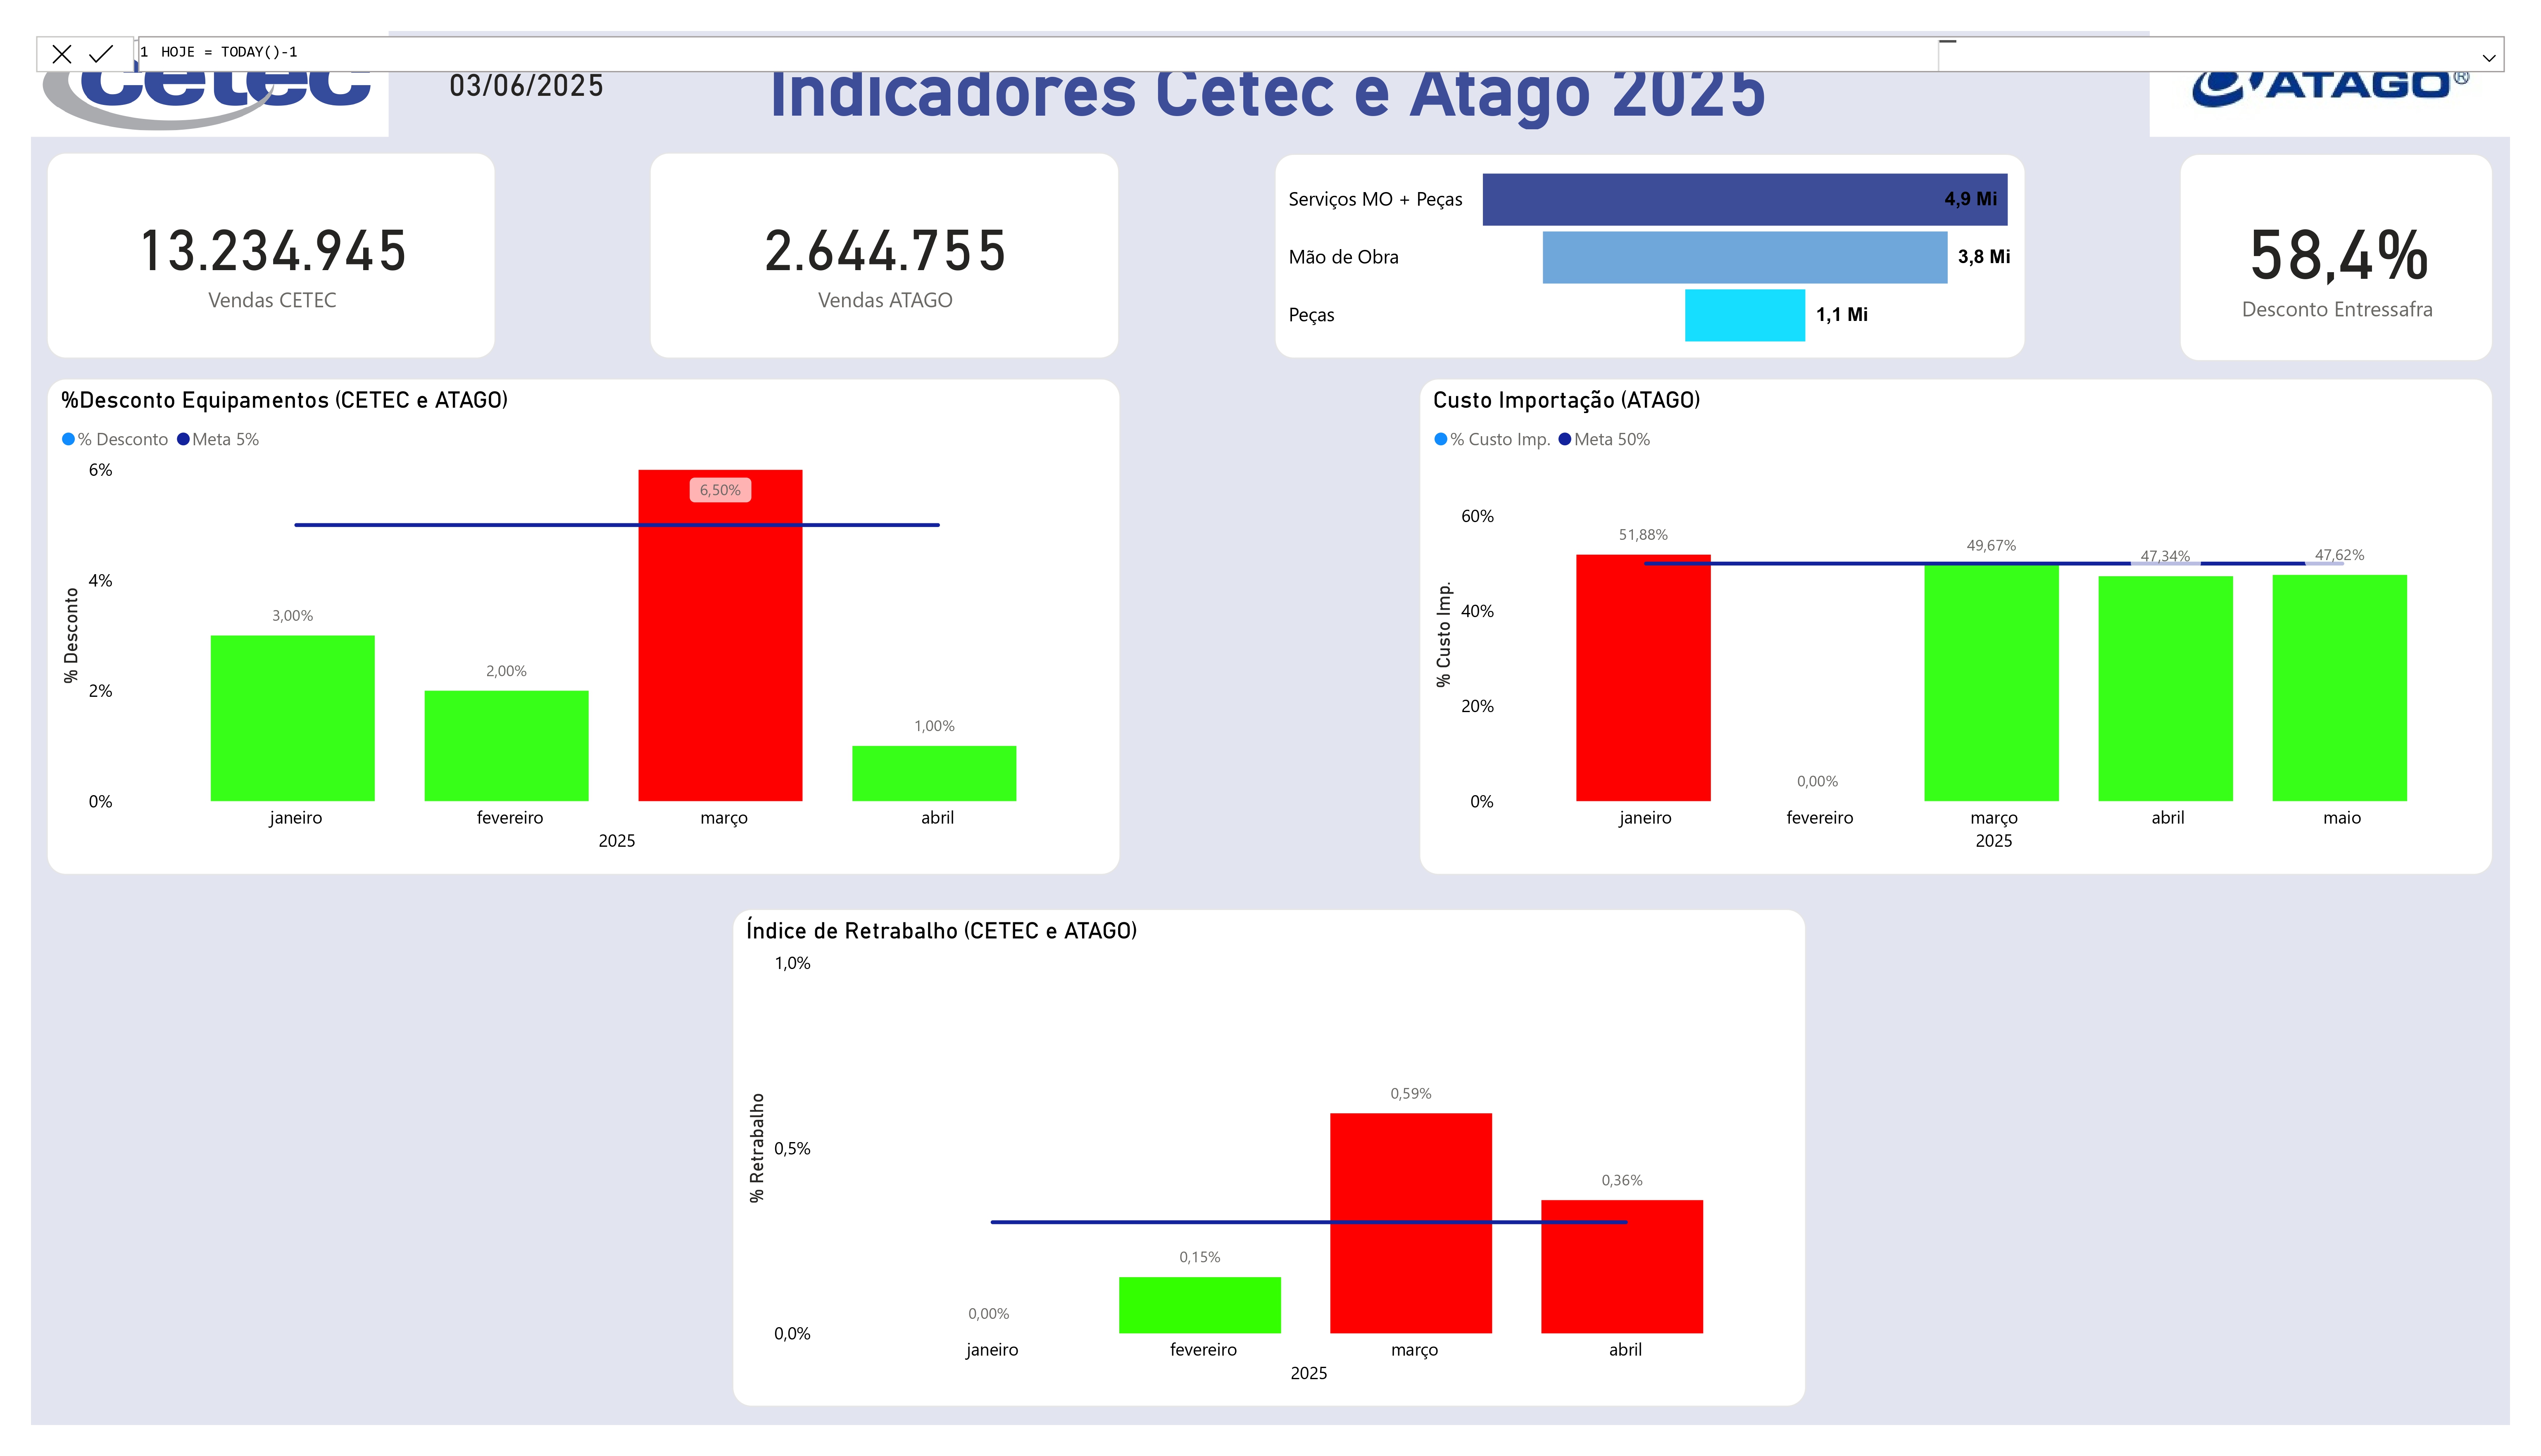 1 HOJE = TODAY()-1
cetec
03/06/2025
Indicadores Cetec e Atago 2025
ATAGO®
13.234.945
Vendas CETEC
2.644.755
Vendas ATAGO
Serviços MO + Peças
4,9 Mi
Mão de Obra
3,8 Mi
Peças
1,1 Mi
58,4%
Desconto Entressafra
%Desconto Equipamentos (CETEC e ATAGO)
% Desconto Meta 5%
6%
4%
2%
0%
% Desconto
3,00%
2,00%
6,50%
1,00%
janeiro fevereiro março abril
2025
Custo Importação (ATAGO)
% Custo Imp. Meta 50%
60%
40%
20%
0%
% Custo Imp.
51,88%
0,00%
49,67%
47,34%
47,62%
janeiro fevereiro março abril maio
2025
Índice de Retrabalho (CETEC e ATAGO)
1,0%
0,5%
0,0%
% Retrabalho
0,00%
0,15%
0,59%
0,36%
janeiro fevereiro março abril
2025